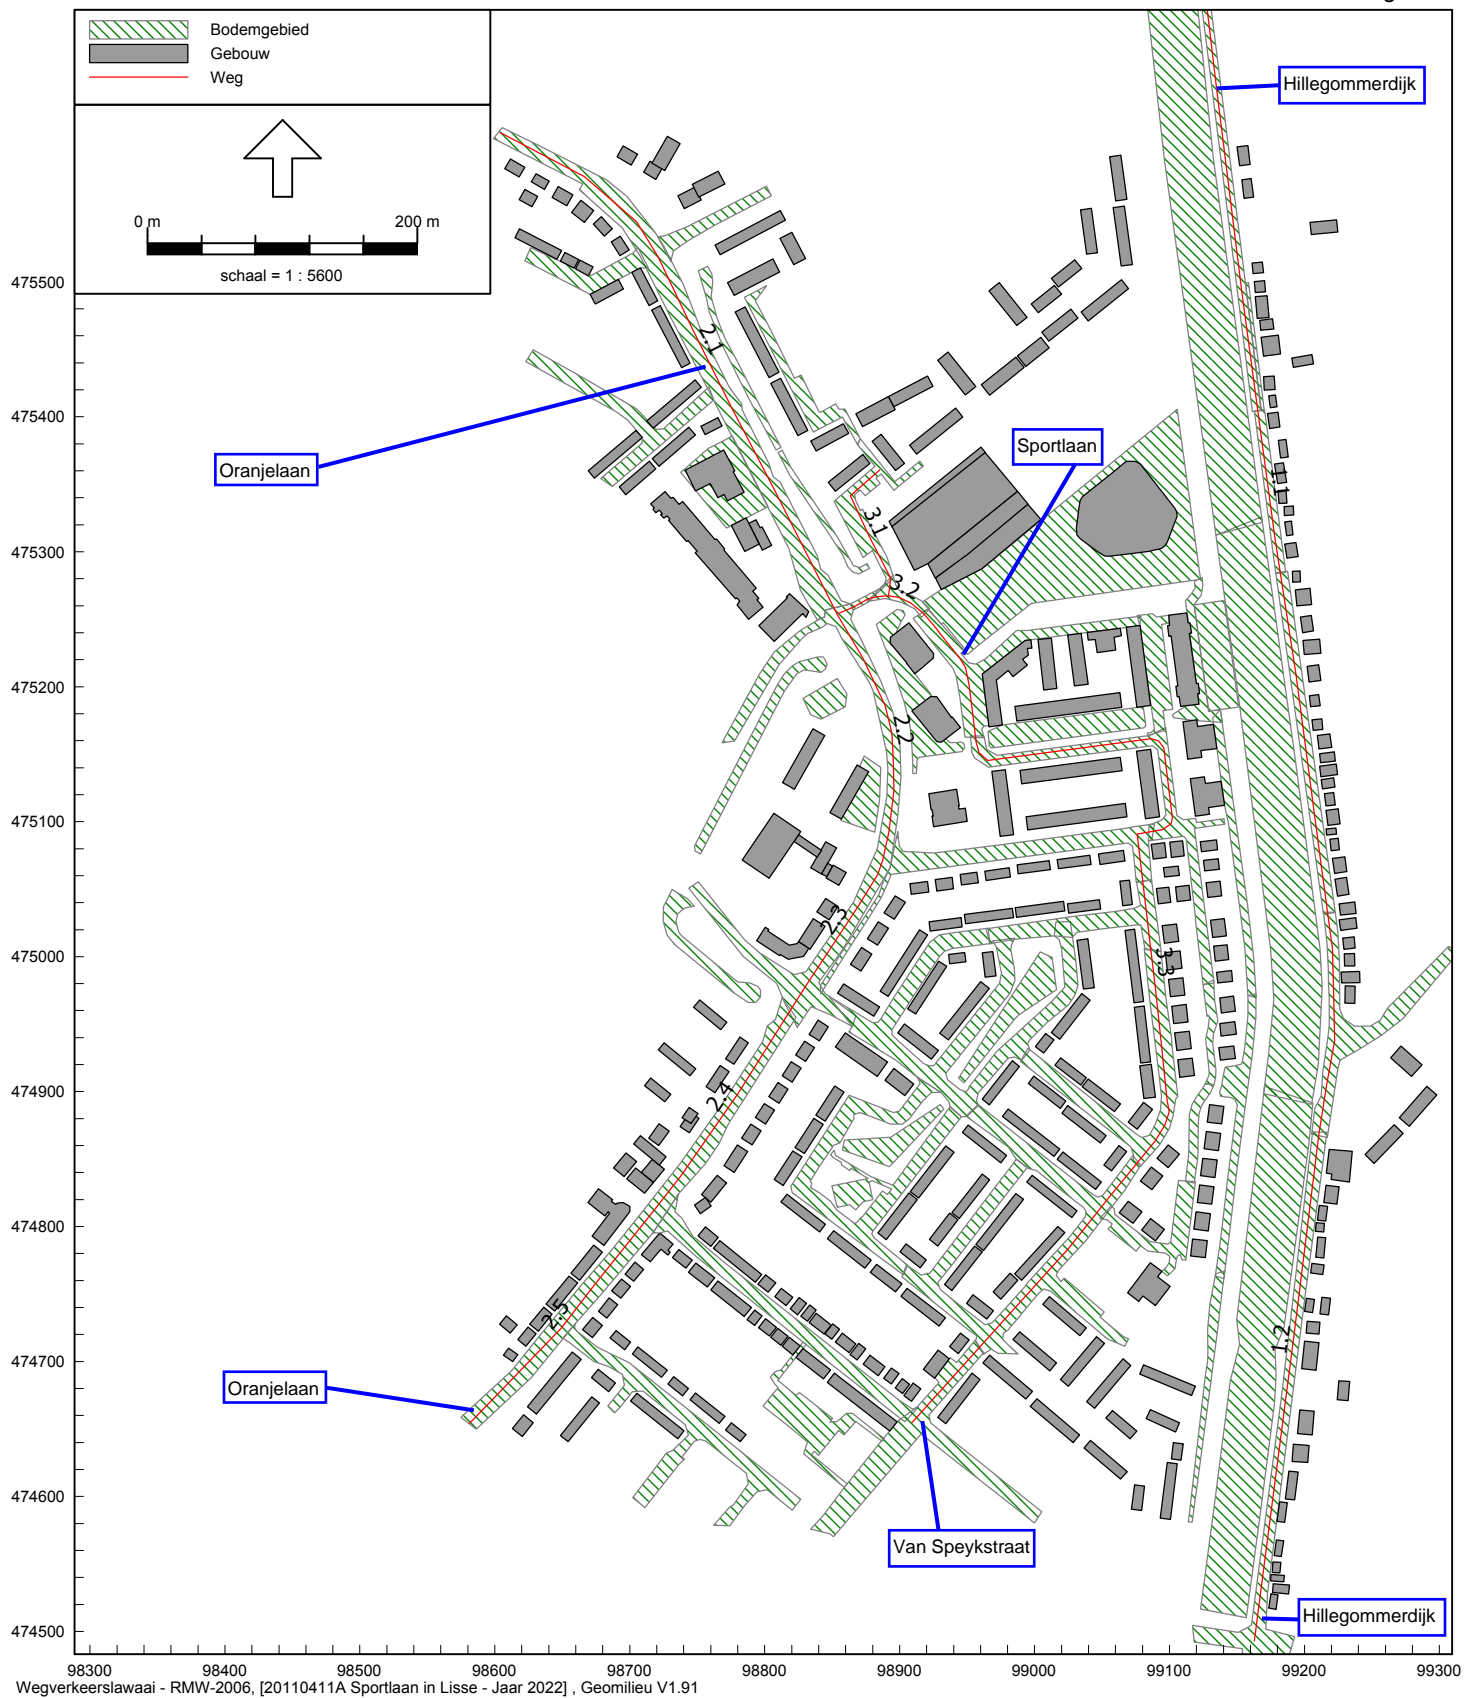 Bodemgebied
Gebouw
Weg
0 m 200 m
schaal = 1 : 5600
Hillegommerdijk
Oranjelaan
Sportlaan
2.1
1.1
3.1
3.2
2.2
2.3
3.3
2.4
2.5
1.2
Oranjelaan
Van Speykstraat
Hillegommerdijk
475500
475400
475300
475200
475100
475000
474900
474800
474700
474600
474500
98300 98400 98500 98600 98700 98800 98900 99000 99100 99200 99300
Wegverkeerslawaai - RMW-2006, [20110411A Sportlaan in Lisse - Jaar 2022] , Geomilieu V1.91